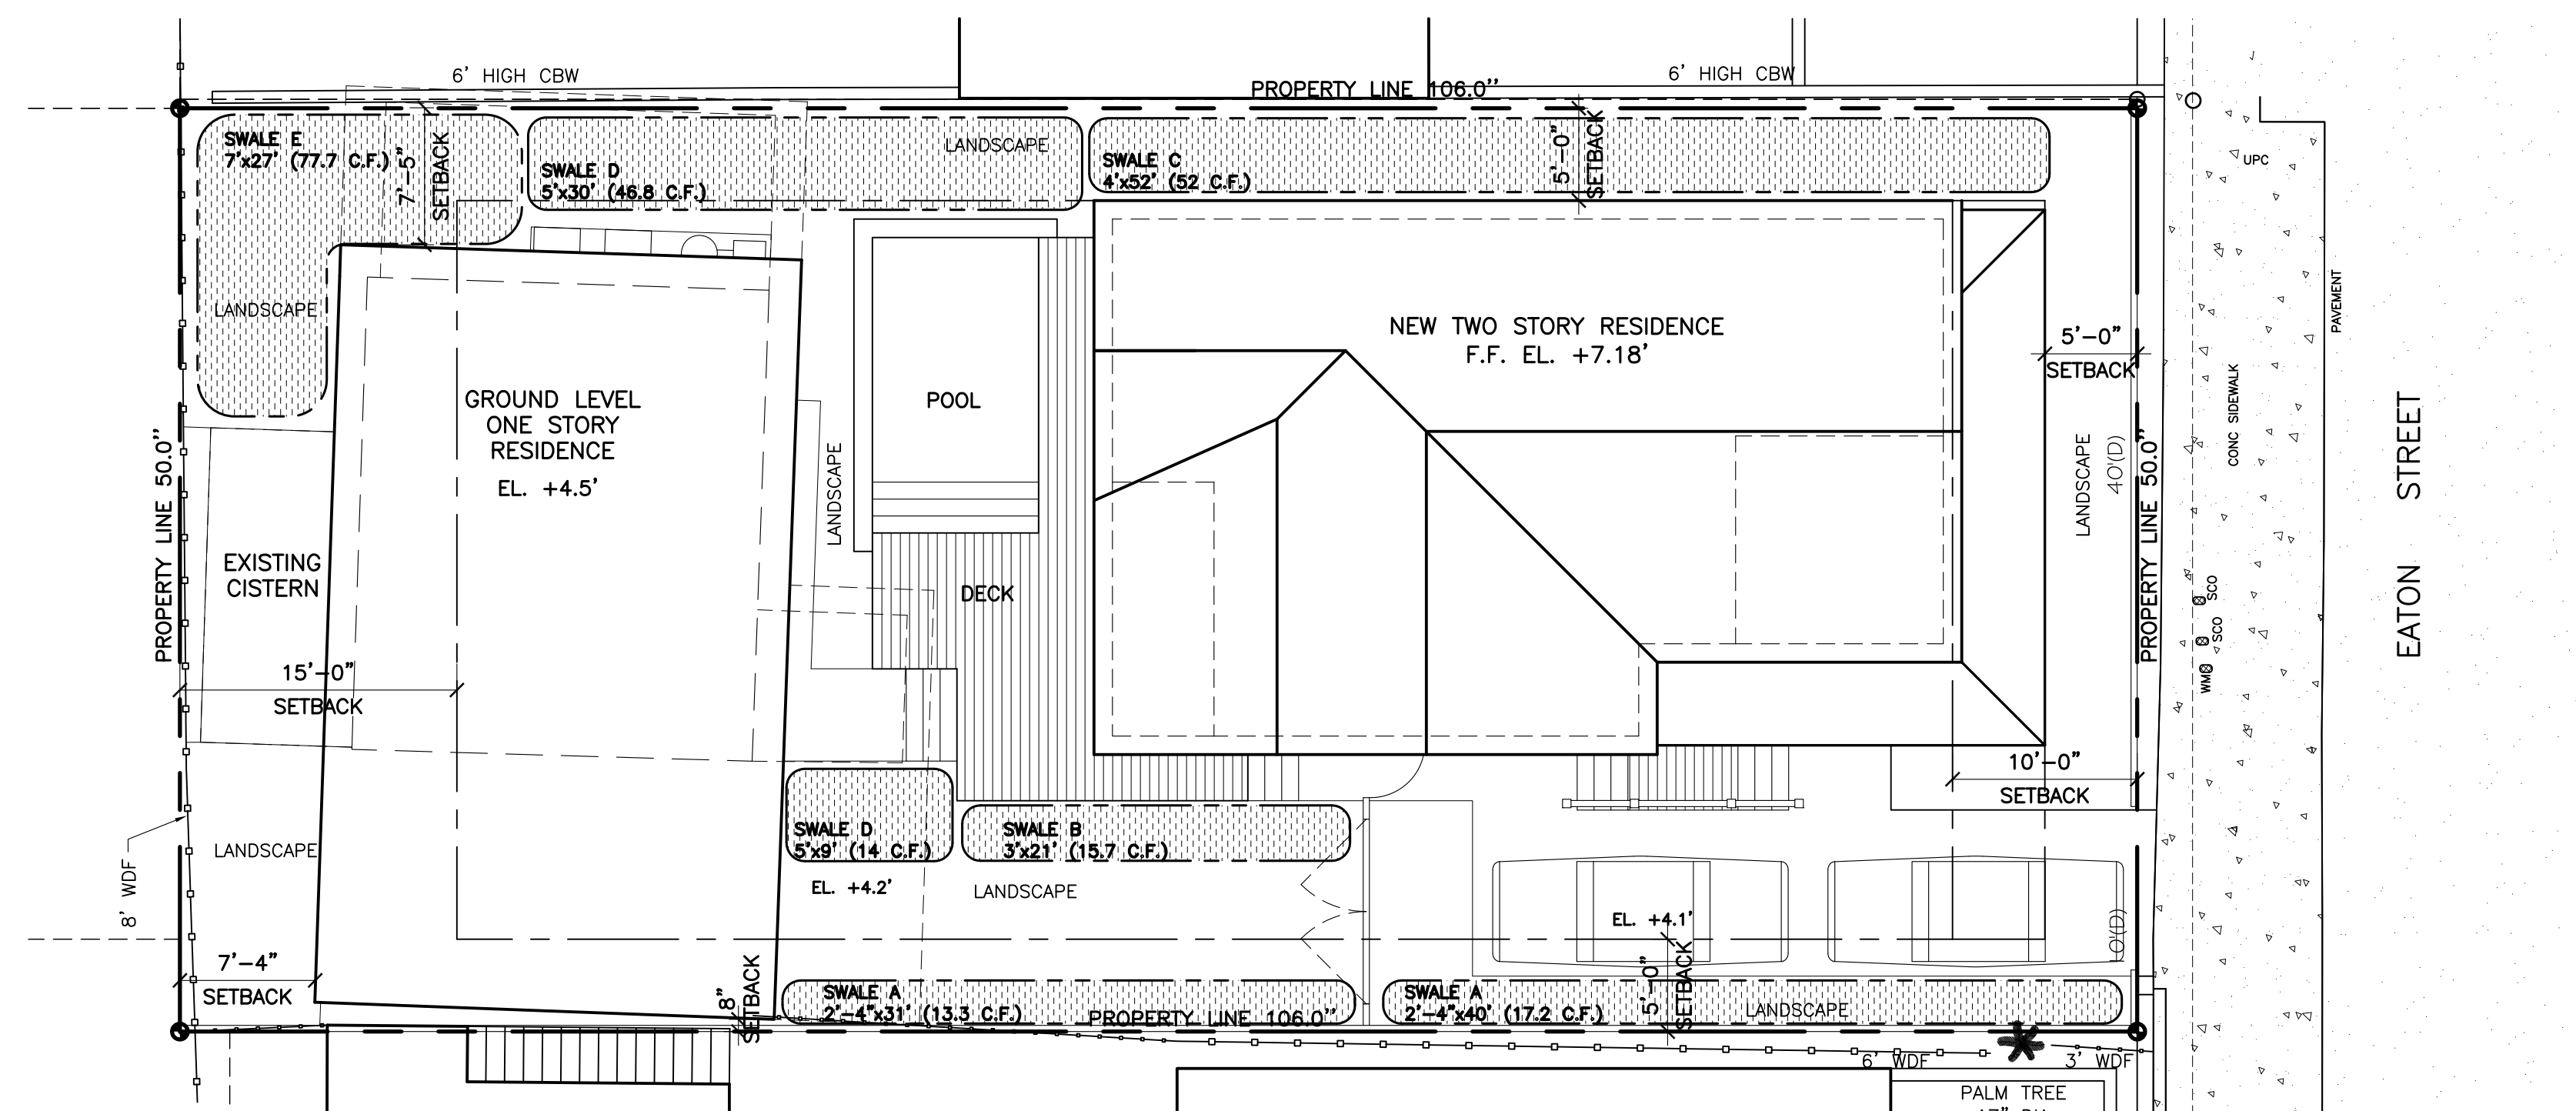 6' HIGH CBW
PROPERTY LINE 106.0''
6' HIGH CBW
SWALE E
7'x27' (77.7 C.F.)
7'-5"
SETBACK
SWALE D
5'x30' (46.8 C.F.)
LANDSCAPE
SWALE C
4'x52' (52 C.F.)
5'-0"
SETBACK
UPC
LANDSCAPE
NEW TWO STORY RESIDENCE
F.F. EL. +7.18'
5'-0"
SETBACK
PAVEMENT
GROUND LEVEL
ONE STORY
RESIDENCE
EL. +4.5'
POOL
LANDSCAPE
LANDSCAPE
40'(D)
CONC SIDEWALK
EATON STREET
PROPERTY LINE 50.0''
PROPERTY LINE 50.0''
EXISTING
CISTERN
DECK
SCO
SCO
WM
15'-0"
SETBACK
10'-0"
SETBACK
8' WDF
LANDSCAPE
SWALE D
5'x9' (14 C.F.)
SWALE B
3'x21' (15.7 C.F.)
EL. +4.2'
LANDSCAPE
EL. +4.1'
7'-4"
SETBACK
8"
SETBACK
SWALE A
2'-4"x31' (13.3 C.F.)
PROPERTY LINE 106.0''
SWALE A
2'-4"x40' (17.2 C.F.)
5'-0"
SETBACK
LANDSCAPE
6' WDF
3' WDF
PALM TREE